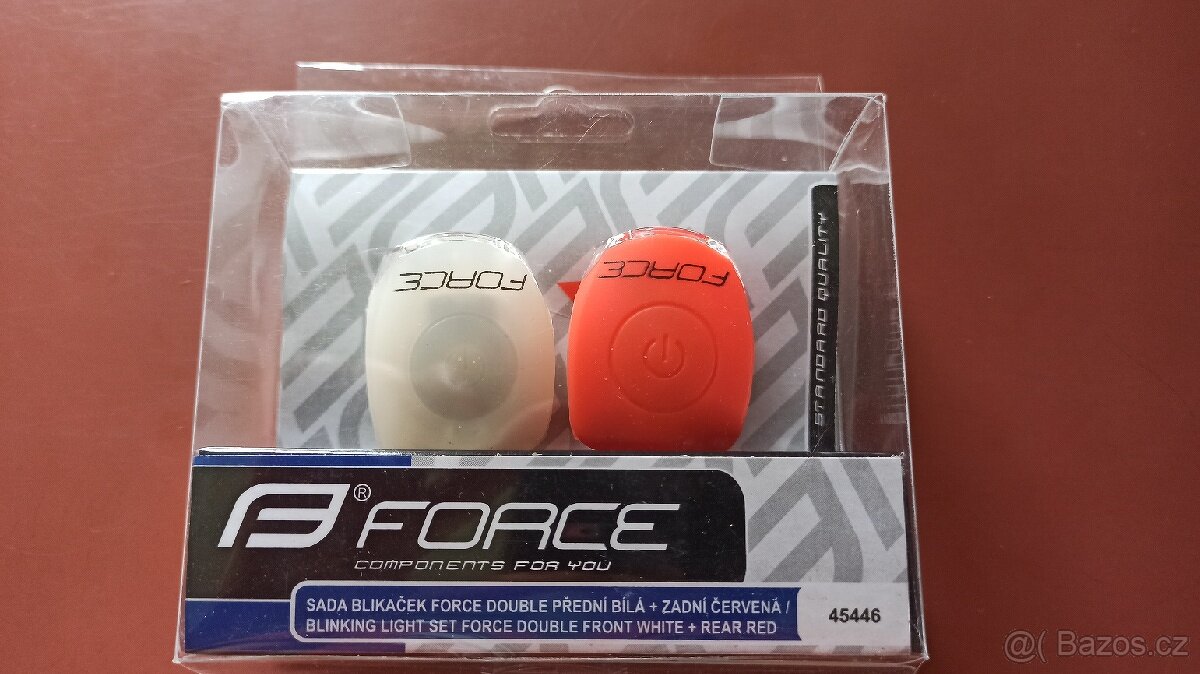 FORCE
FORCE
STANDARD QUALITY
® FORCE
COMPONENTS FOR YOU
SADA BLIKAČEK FORCE DOUBLE PŘEDNÍ BÍLÁ + ZADNÍ ČERVENÁ /
BLINKING LIGHT SET FORCE DOUBLE FRONT WHITE + REAR RED
45446
@( Bazos.cz